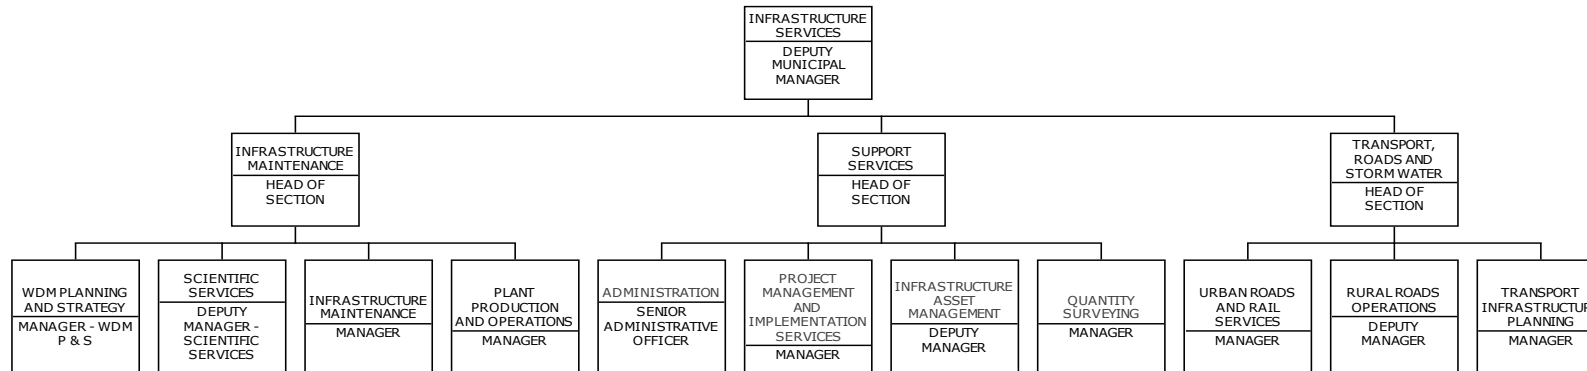 INFRASTRUCTURE
SERVICES
DEPUTY
MUNICIPAL
MANAGER
INFRASTRUCTURE
MAINTENANCE
HEAD OF
SECTION
SUPPORT
SERVICES
HEAD OF
SECTION
TRANSPORT,
ROADS AND
STORM WATER
HEAD OF
SECTION
WDM PLANNING
AND STRATEGY
MANAGER - WDM
P & S
SCIENTIFIC
SERVICES
DEPUTY
MANAGER -
SCIENTIFIC
SERVICES
INFRASTRUCTURE
MAINTENANCE
MANAGER
PLANT
PRODUCTION
AND OPERATIONS
MANAGER
ADMINISTRATION
SENIOR
ADMINISTRATIVE
OFFICER
PROJECT
MANAGEMENT
AND
IMPLEMENTATION
SERVICES
MANAGER
INFRASTRUCTURE
ASSET
MANAGEMENT
DEPUTY
MANAGER
QUANTITY
SURVEYING
MANAGER
URBAN ROADS
AND RAIL
SERVICES
MANAGER
RURAL ROADS
OPERATIONS
DEPUTY
MANAGER
TRANSPORT
INFRASTRUCTUR
PLANNING
MANAGER